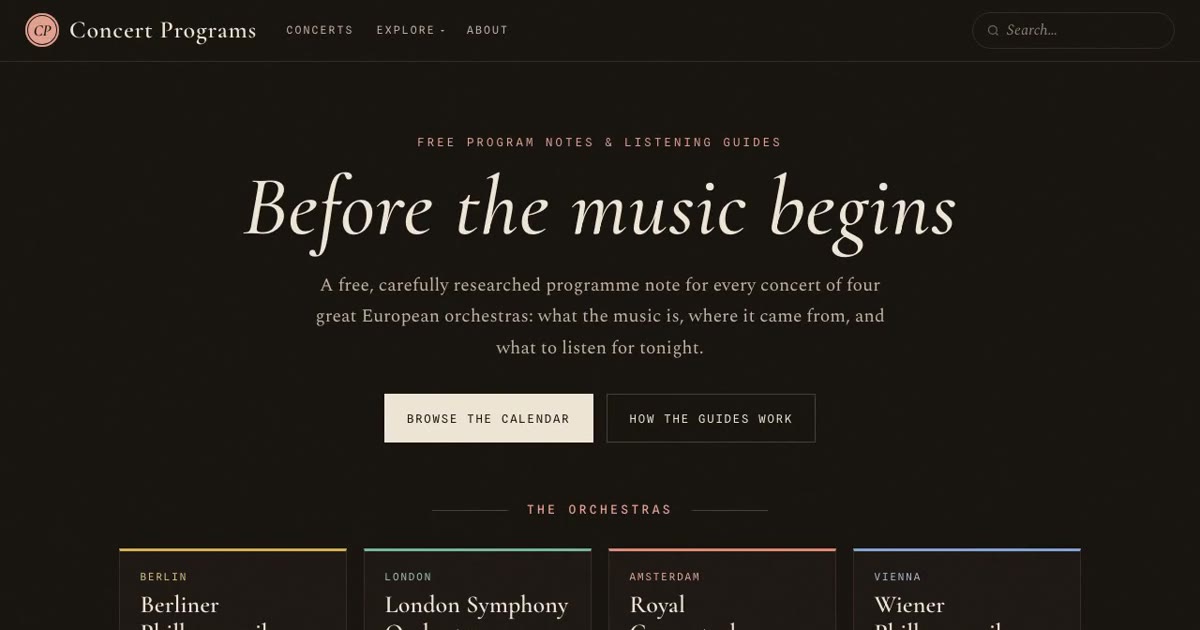 CP Concert Programs CONCERTS EXPLORE ABOUT Search...
FREE PROGRAM NOTES & LISTENING GUIDES
Before the music begins
A free, carefully researched programme note for every concert of four
great European orchestras: what the music is, where it came from, and
what to listen for tonight.
BROWSE THE CALENDAR HOW THE GUIDES WORK
THE ORCHESTRAS
BERLIN LONDON AMSTERDAM VIENNA
Berliner London Symphony Royal Wiener